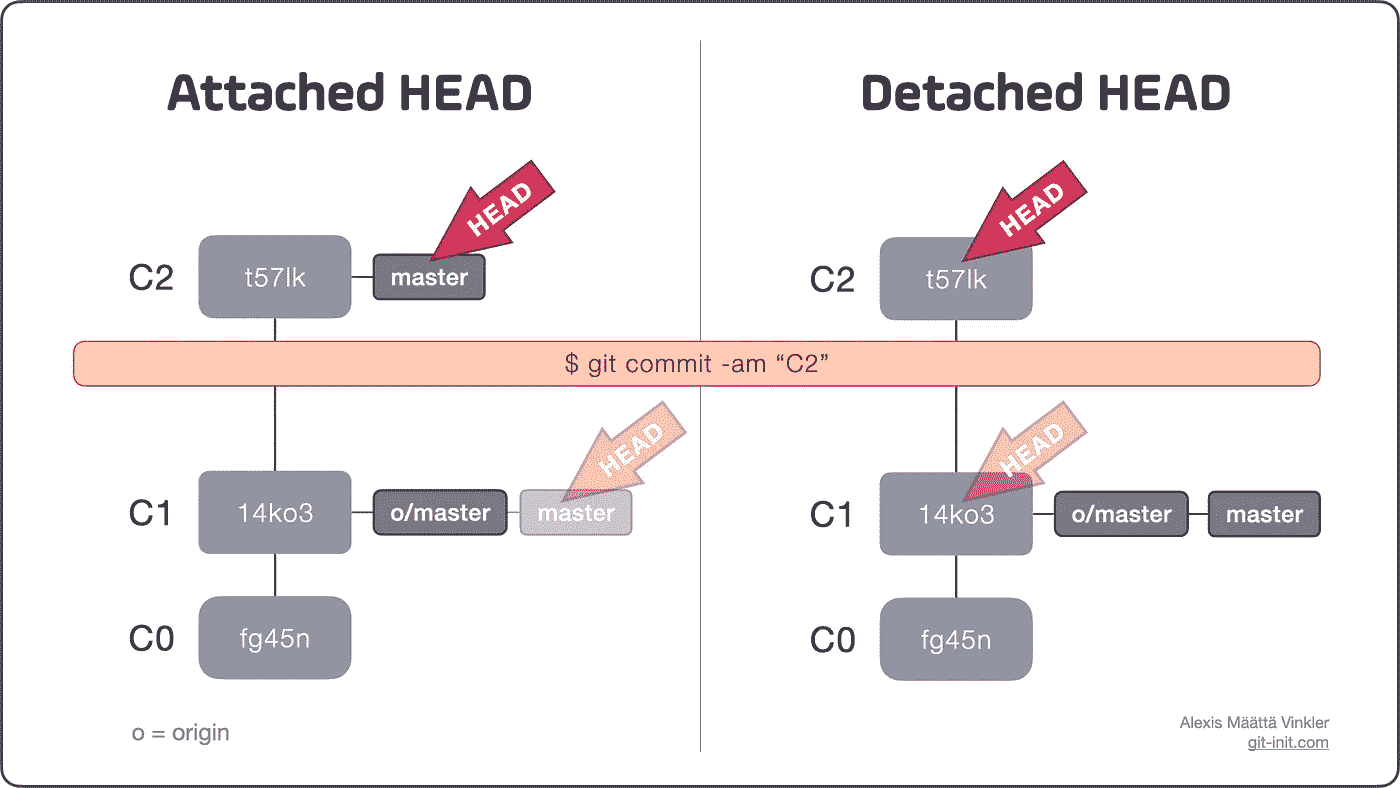 Attached HEAD
HEAD
C2 t57lk master
$ git commit -am “C2”
HEAD
C1 14ko3 o/master master
C0 fg45n
o = origin
Detached HEAD
HEAD
C2 t57lk
HEAD
C1 14ko3 o/master master
C0 fg45n
Alexis Määttä Vinkler
git-init.com